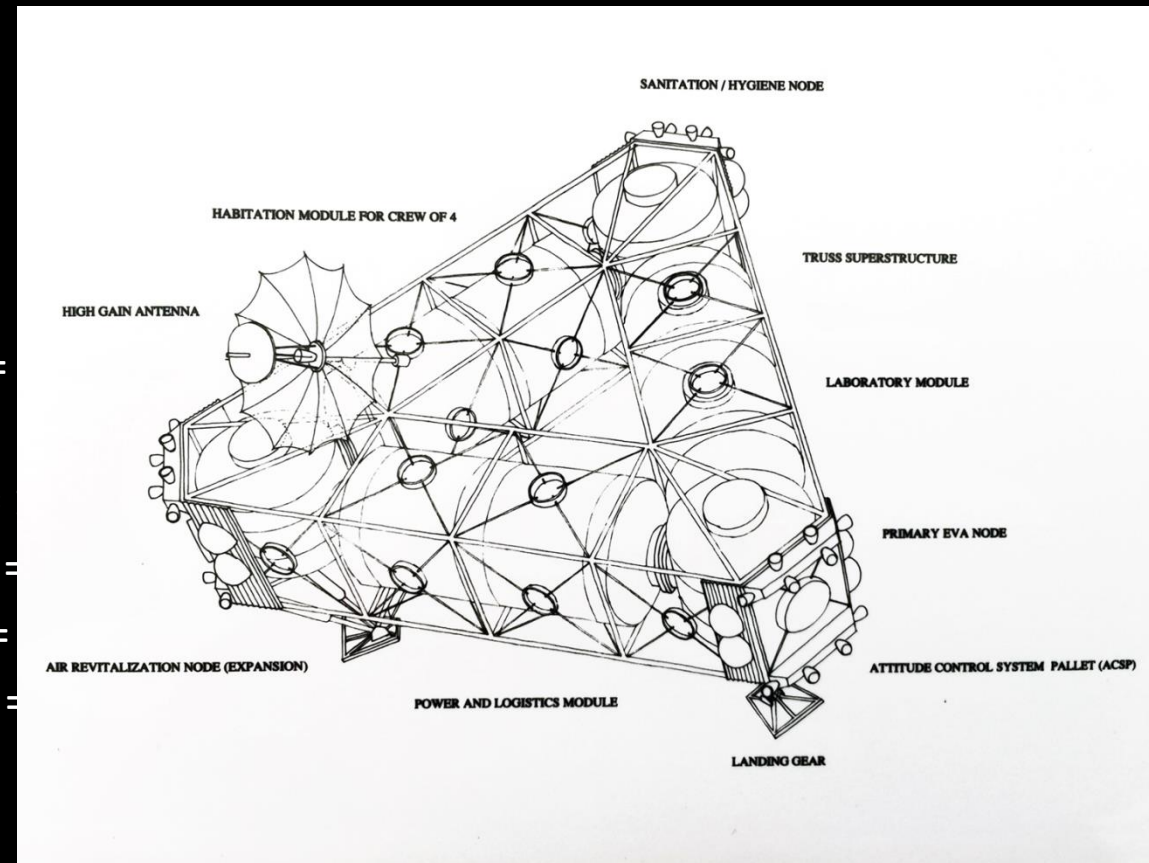 SANITATION / HYGIENE NODE
HABITATION MODULE FOR CREW OF 4
TRUSS SUPERSTRUCTURE
HIGH GAIN ANTENNA
LABORATORY MODULE
PRIMARY EVA NODE
AIR REVITALIZATION NODE (EXPANSION)
ATTITUDE CONTROL SYSTEM PALLET (ACSP)
POWER AND LOGISTICS MODULE
LANDING GEAR